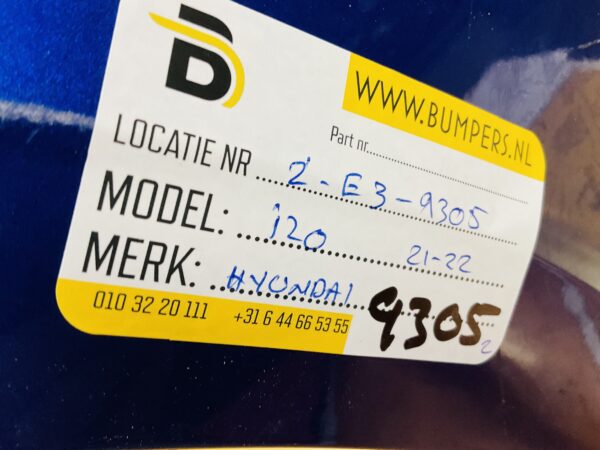 B
WWW.BUMPERS.NL
Part nr.
LOCATIE NR 2-E3-9305
MODEL: i20 21-22
MERK: HYUNDAI
010 32 20 111 +31 6 44 66 53 55 9305
2